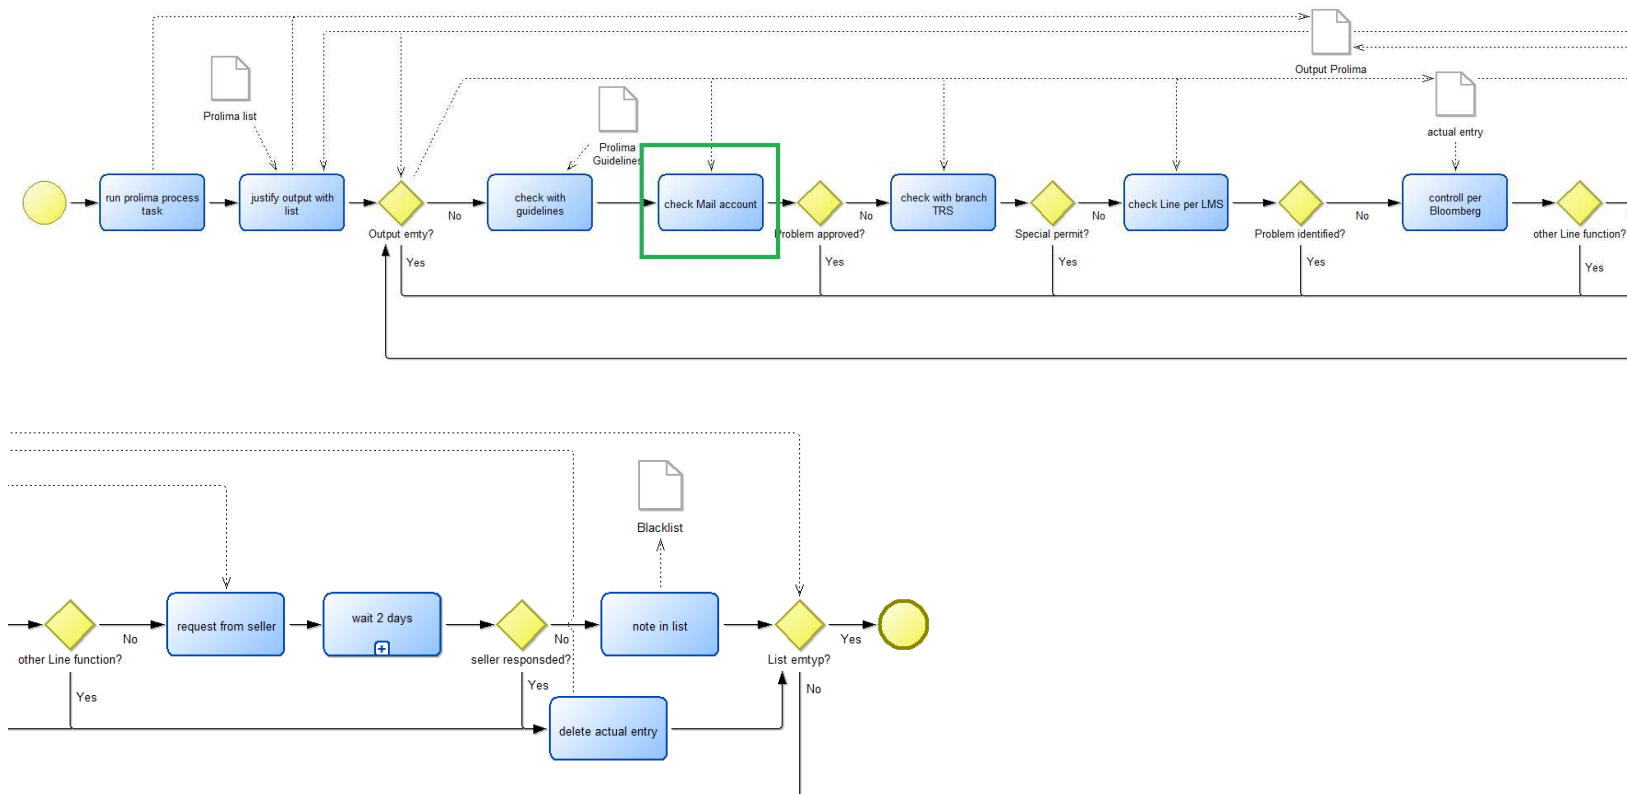 Output Prolima
Prolima list
Prolima
Guidelines
actual entry
run prolima process
task
justify output with
list
Output emty?
No
Yes
check with
guidelines
check Mail account
Problem approved?
No
Yes
check with branch
TRS
Special permit?
No
Yes
check Line per LMS
Problem identified?
No
Yes
controll per
Bloomberg
other Line function?
Yes
Blacklist
other Line function?
No
Yes
request from seller
wait 2 days
seller responsded?
No
Yes
note in list
List emtyp?
Yes
No
delete actual entry